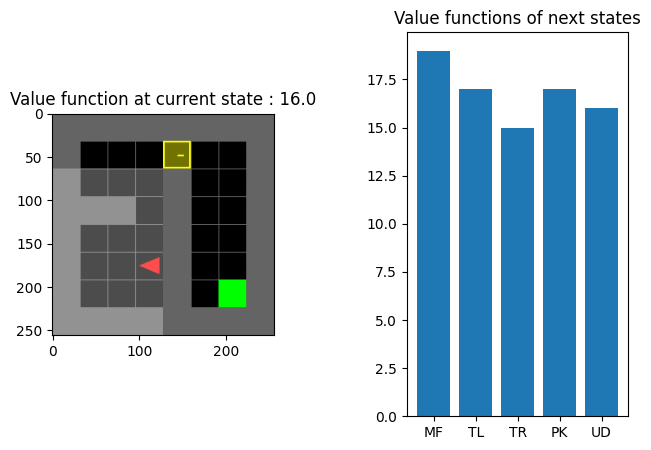 Value functions of next states
Value function at current state : 16.0
0
50
100
150
200
250
0
100
200
17.5
15.0
12.5
10.0
7.5
5.0
2.5
0.0
MF
TL
TR
PK
UD